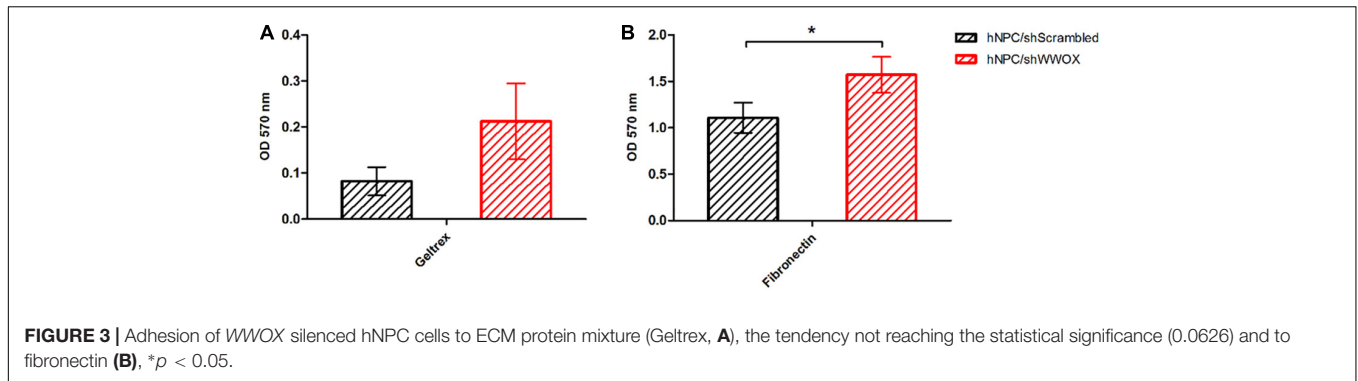 A
OD 570 nm
0.4
0.3
0.2
0.1
0.0
Geltrex
B
*
OD 570 nm
2.0
1.5
1.0
0.5
0.0
Fibronectin
hNPC/shScrambled
hNPC/shWWOX
FIGURE 3 | Adhesion of WWOX silenced hNPC cells to ECM protein mixture (Geltrex, A), the tendency not reaching the statistical significance (0.0626) and to
fibronectin (B), *p < 0.05.